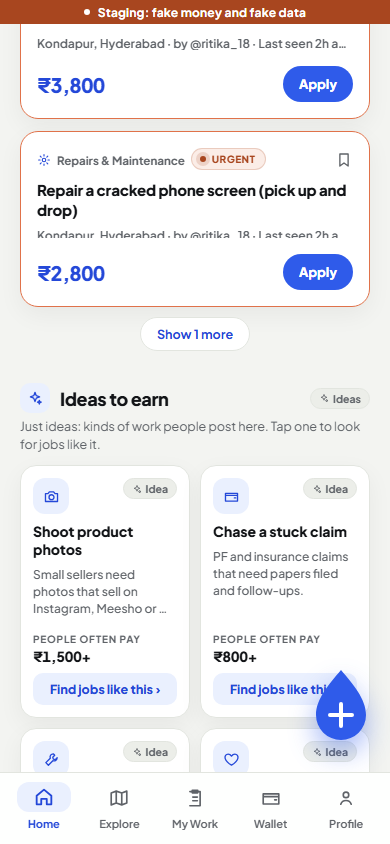 Staging: fake money and fake data
Kondapur, Hyderabad · by @ritika_18 · Last seen 2h a…
₹3,800
Apply
Repairs & Maintenance
URGENT
Repair a cracked phone screen (pick up and
drop)
Kondapur, Hyderabad · by @ritika_18 · Last seen 2h a
₹2,800
Apply
Show 1 more
Ideas to earn
Ideas
Just ideas: kinds of work people post here. Tap one to look
for jobs like it.
Idea
Shoot product
photos
Small sellers need
photos that sell on
Instagram, Meesho or …
PEOPLE OFTEN PAY
₹1,500+
Find jobs like this ›
Idea
Chase a stuck claim
PF and insurance claims
that need papers filed
and follow-ups.
PEOPLE OFTEN PAY
₹800+
Find jobs like thi
Idea
Idea
Home
Explore
My Work
Wallet
Profile